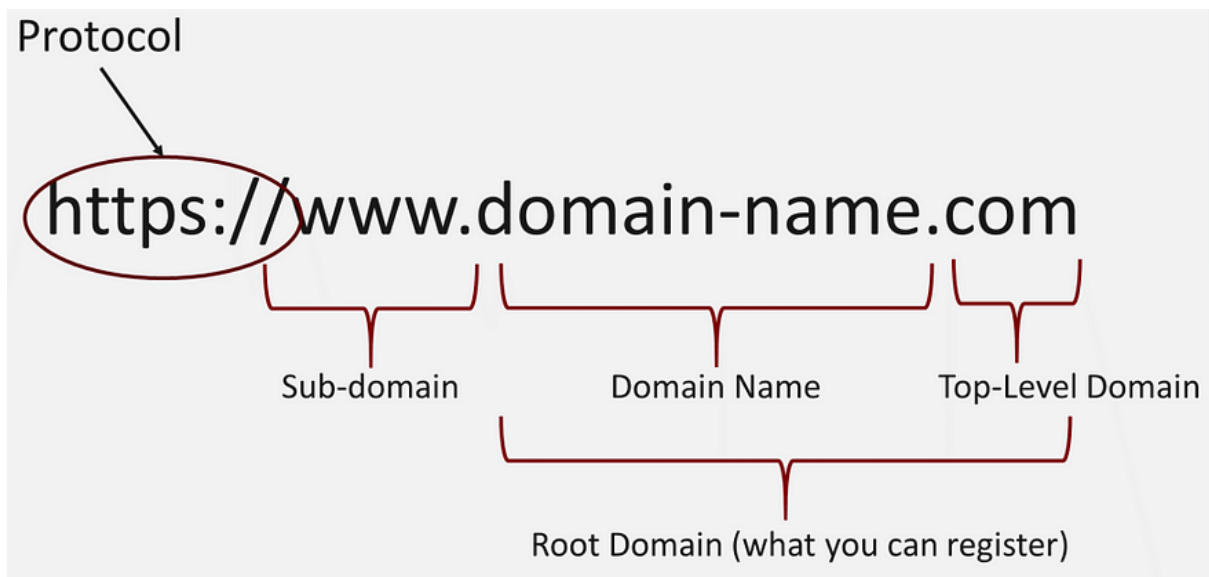 Protocol
https://www.domain-name.com
Sub-domain
Domain Name
Top-Level Domain
Root Domain (what you can register)